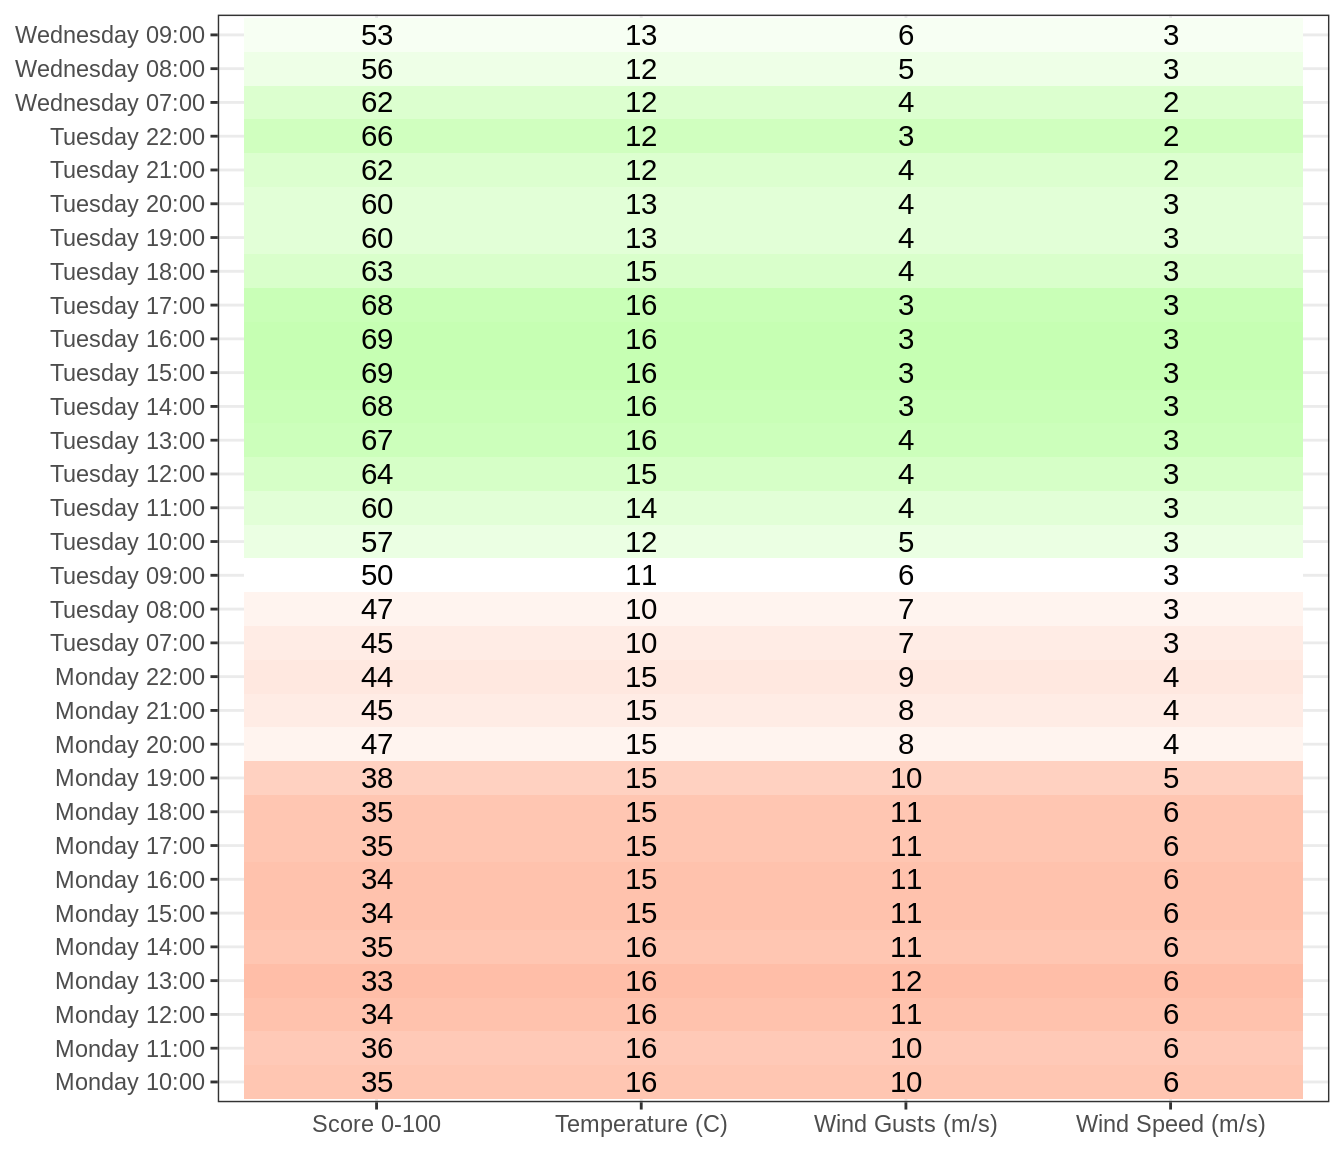 Wednesday 09:00 53 13 6 3
Wednesday 08:00 56 12 5 3
Wednesday 07:00 62 12 4 2
Tuesday 22:00 66 12 3 2
Tuesday 21:00 62 12 4 2
Tuesday 20:00 60 13 4 3
Tuesday 19:00 60 13 4 3
Tuesday 18:00 63 15 4 3
Tuesday 17:00 68 16 3 3
Tuesday 16:00 69 16 3 3
Tuesday 15:00 69 16 3 3
Tuesday 14:00 68 16 3 3
Tuesday 13:00 67 16 4 3
Tuesday 12:00 64 15 4 3
Tuesday 11:00 60 14 4 3
Tuesday 10:00 57 12 5 3
Tuesday 09:00 50 11 6 3
Tuesday 08:00 47 10 7 3
Tuesday 07:00 45 10 7 3
Monday 22:00 44 15 9 4
Monday 21:00 45 15 8 4
Monday 20:00 47 15 8 4
Monday 19:00 38 15 10 5
Monday 18:00 35 15 11 6
Monday 17:00 35 15 11 6
Monday 16:00 34 15 11 6
Monday 15:00 34 15 11 6
Monday 14:00 35 16 11 6
Monday 13:00 33 16 12 6
Monday 12:00 34 16 11 6
Monday 11:00 36 16 10 6
Monday 10:00 35 16 10 6
Score 0-100 Temperature (C) Wind Gusts (m/s) Wind Speed (m/s)